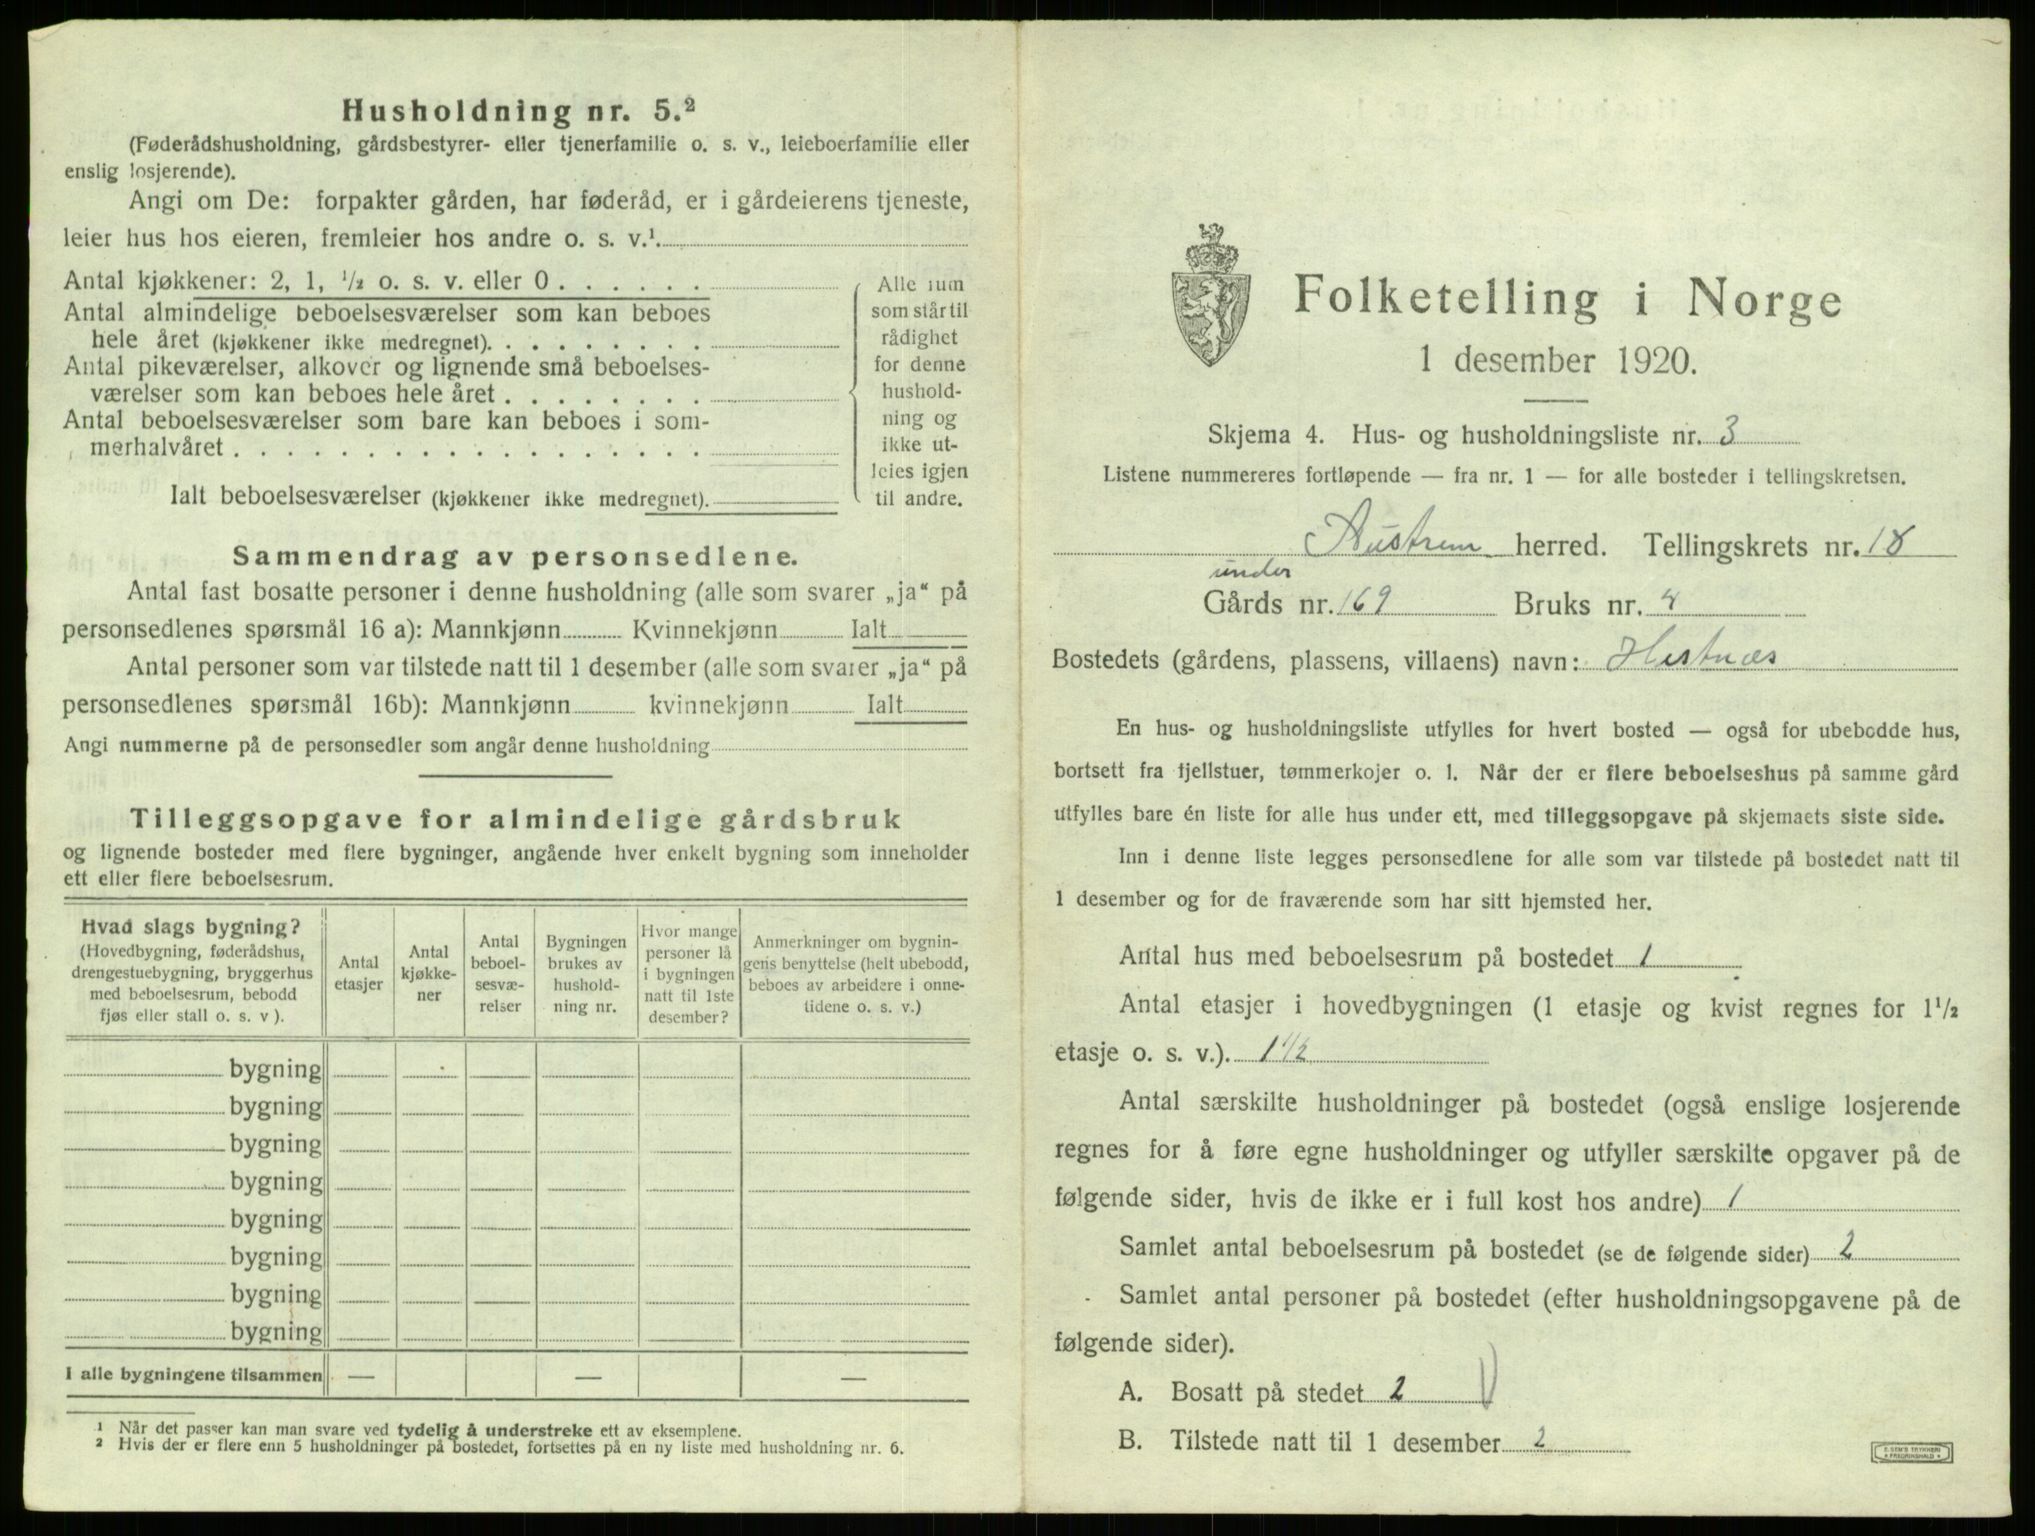 Husholdning nr. 5.²
(Føderådshusholdning, gårdsbestyrer- eller tjenerfamilie o. s. v., leieboerfamilie eller
enslig losjerende).
Angi om De: forpakter gården, har føderåd, er i gårdeierens tjeneste,
leier hus hos eieren, fremleier hos andre o. s. v.¹
Antal kjøkkener: 2, 1, ½ o. s. v. eller 0 . . . . . .
Antal almindelige beboelsesværelser som kan beboes
hele året (kjøkkener ikke medregnet). . . . . . . . .
Antal pikeværelser, alkover og lignende små beboelses-
værelser som kan beboes hele året . . . . . . . .
Antal beboelsesværelser som bare kan beboes i som-
merhalvåret . . . . . . . . . . . . . . . . . .
Ialt beboelsesværelser (kjøkkener ikke medregnet).
Alle rum
som står til
rådighet
for denne
hushold-
ning og
ikke ut-
leies igjen
til andre.
Sammendrag av personsedlene.
Antal fast bosatte personer i denne husholdning (alle som svarer „ja“ på
personsedlenes spørsmål 16 a): Mannkjønn Kvinnekjønn Ialt
Antal personer som var tilstede natt til 1 desember (alle som svarer „ja“ på
personsedlenes spørsmål 16b): Mannkjønn kvinnekjønn Ialt
Angi nummerne på de personsedler som angår denne husholdning
Tilleggsopgave for almindelige gårdsbruk
og lignende bosteder med flere bygninger, angående hver enkelt bygning som inneholder
ett eller flere beboelsesrum.
Hvad slags bygning?
(Hovedbygning, føderådshus,
drengestuebygning, bryggerhus
med beboelsesrum, bebodd
fjøs eller stall o. s. v ).
Antal
etasjer
Antal
kjøkke-
ner
Antal
beboel-
sesvæ-
relser
Bygningen
brukes av
hushold-
ning nr.
Hvor mange
personer lå
i bygningen
natt til 1ste
desember?
Anmerkninger om bygnin-
gens benyttelse (helt ubebodd,
beboes av arbeidere i onne-
tidene o. s. v.)
bygning
bygning
bygning
bygning
bygning
bygning
bygning
bygning
I alle bygningene tilsammen — — —
¹ Når det passer kan man svare ved tydelig å understreke ett av eksemplene.
² Hvis der er flere enn 5 husholdninger på bostedet, fortsettes på en ny liste med husholdning nr. 6.
Folketelling i Norge
1 desember 1920.
Skjema 4. Hus- og husholdningsliste nr. 3
Listene nummereres fortløpende — fra nr. 1 — for alle bosteder i tellingskretsen.
Austrem herred. Tellingskrets nr. 18
under
Gårds nr. 169 Bruks nr. 4
Bostedets (gårdens, plassens, villaens) navn: Hestnæs
En hus- og husholdningsliste utfylles for hvert bosted — også for ubebodde hus,
bortsett fra fjellstuer, tømmerkojer o. l. Når der er flere beboelseshus på samme gård
utfylles bare én liste for alle hus under ett, med tilleggsopgave på skjemaets siste side.
Inn i denne liste legges personsedlene for alle som var tilstede på bostedet natt til
1 desember og for de fraværende som har sitt hjemsted her.
Antal hus med beboelsesrum på bostedet 1
Antal etasjer i hovedbygningen (1 etasje og kvist regnes for 1½
etasje o. s. v.). 1½
Antal særskilte husholdninger på bostedet (også enslige losjerende
regnes for å føre egne husholdninger og utfyller særskilte opgaver på de
følgende sider, hvis de ikke er i full kost hos andre) 1
Samlet antal beboelsesrum på bostedet (se de følgende sider) 2
Samlet antal personer på bostedet (efter husholdningsopgavene på de
følgende sider).
A. Bosatt på stedet 2
B. Tilstede natt til 1 desember 2
E. SEM'S TRYKKERI
FREDRIKSHALD